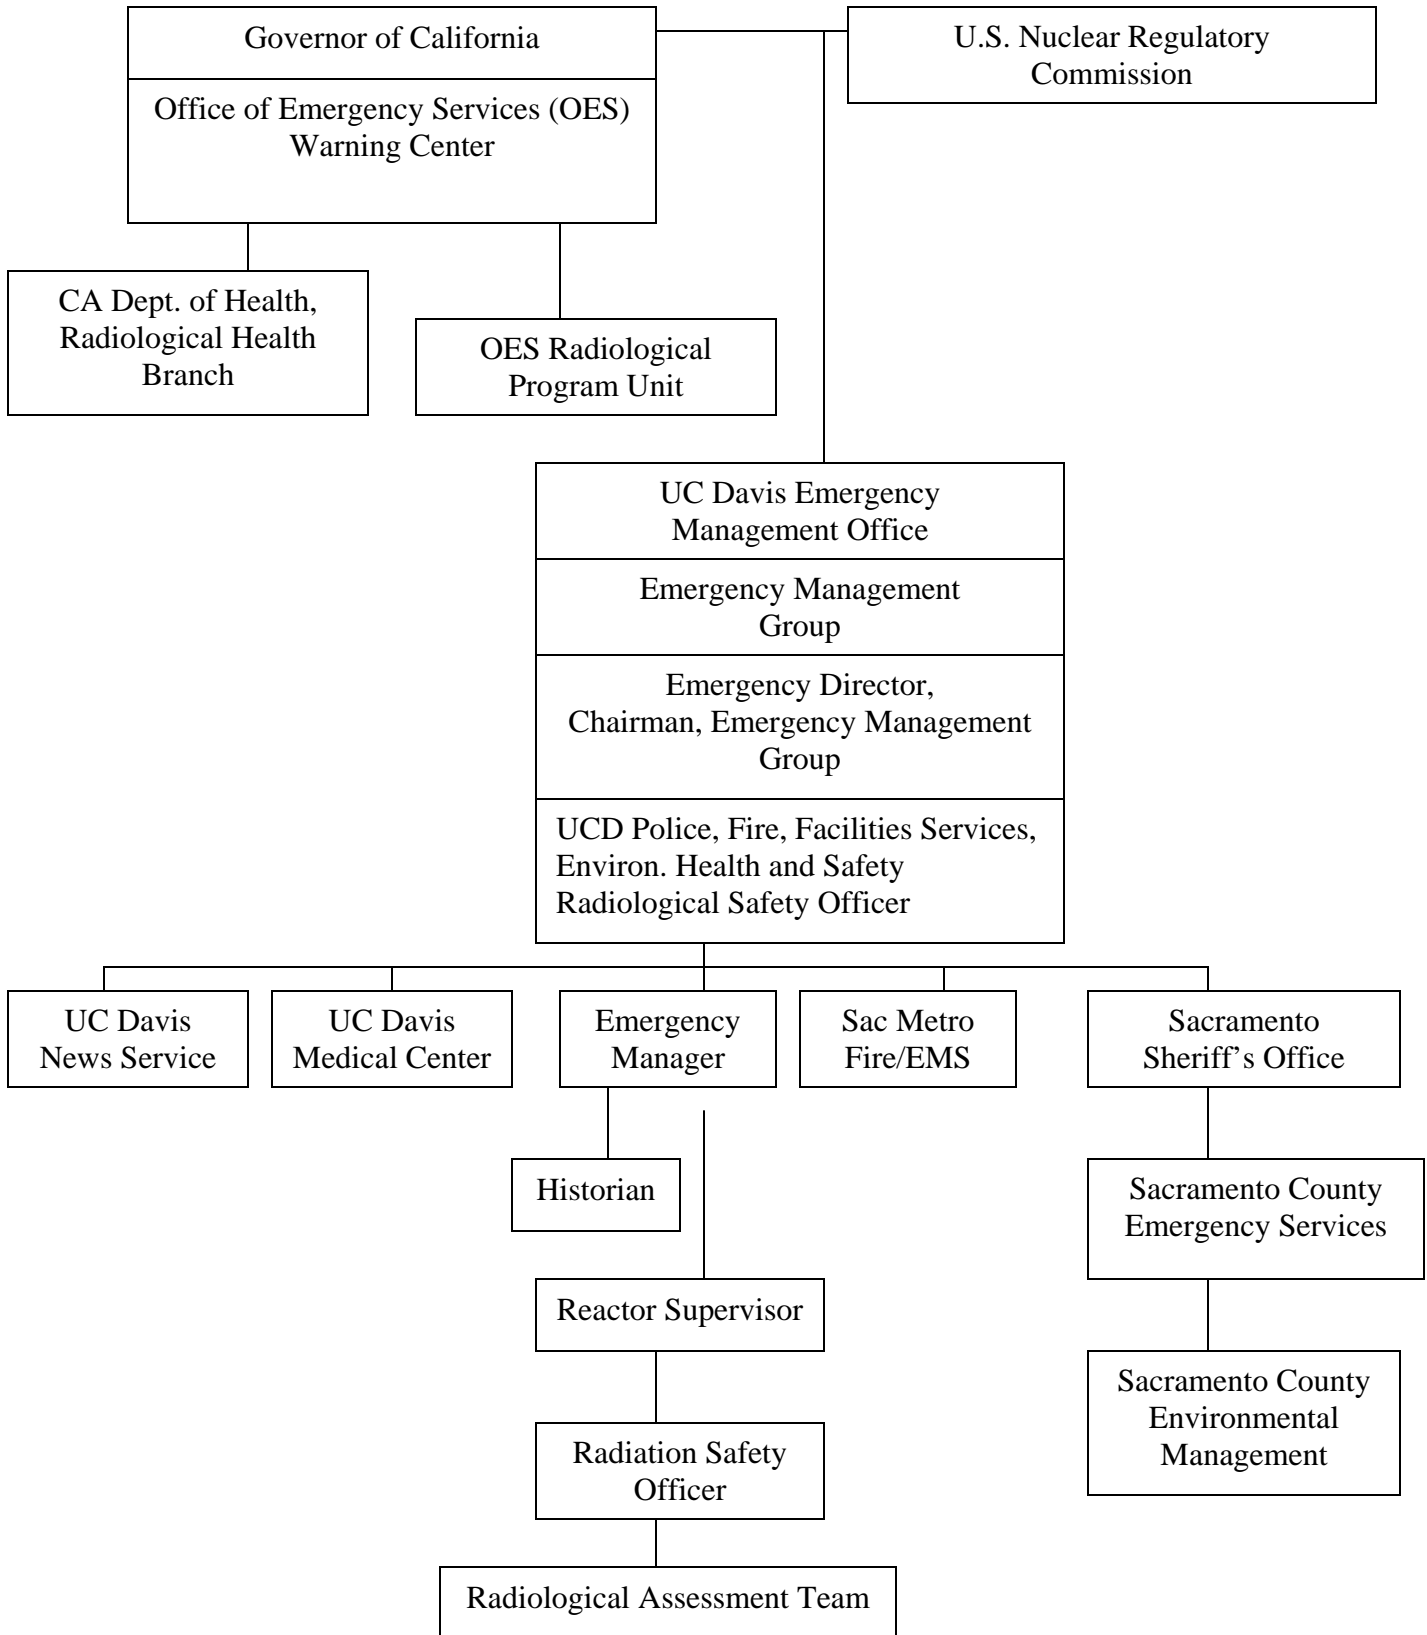 Governor of California
U.S. Nuclear Regulatory
Commission
Office of Emergency Services (OES)
Warning Center
CA Dept. of Health,
Radiological Health
Branch
OES Radiological
Program Unit
UC Davis Emergency
Management Office
Emergency Management
Group
Emergency Director,
Chairman, Emergency Management
Group
UCD Police, Fire, Facilities Services,
Environ. Health and Safety
Radiological Safety Officer
UC Davis
News Service
UC Davis
Medical Center
Emergency
Manager
Sac Metro
Fire/EMS
Sacramento
Sheriff’s Office
Historian
Sacramento County
Emergency Services
Reactor Supervisor
Sacramento County
Environmental
Management
Radiation Safety
Officer
Radiological Assessment Team